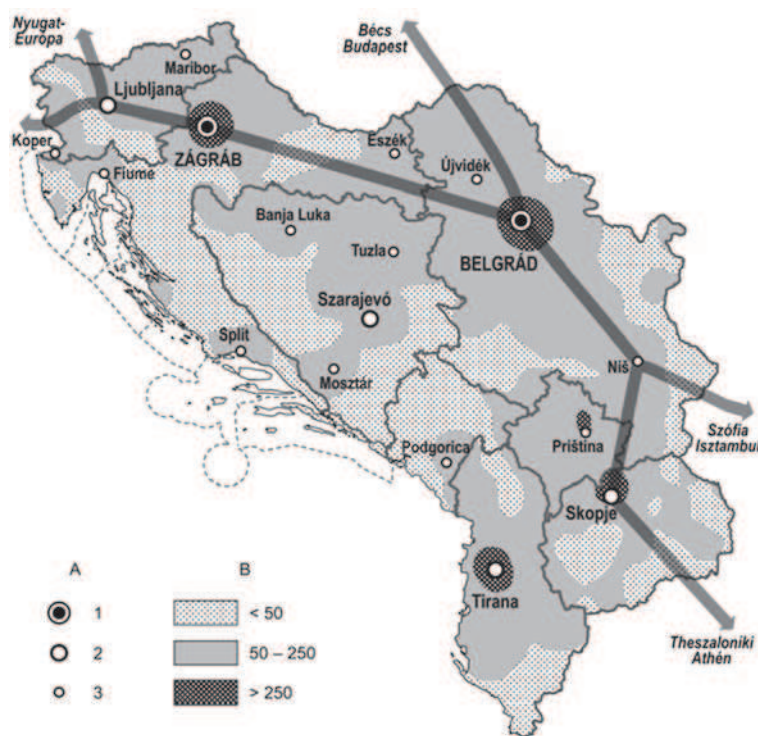 Nyugat-
Európa
Bécs
Budapest
Maribor
Ljubljana
Koper
ZÁGRÁB
Eszék
Fiume
Újvidék
Banja Luka
Tuzla
BELGRÁD
Szarajevó
Split
Mosztár
Niš
Szófia
Isztambul
Podgorica
Priština
Skopje
Tirana
Theszaloniki
Athén
A
B
1
< 50
2
50 – 250
3
> 250